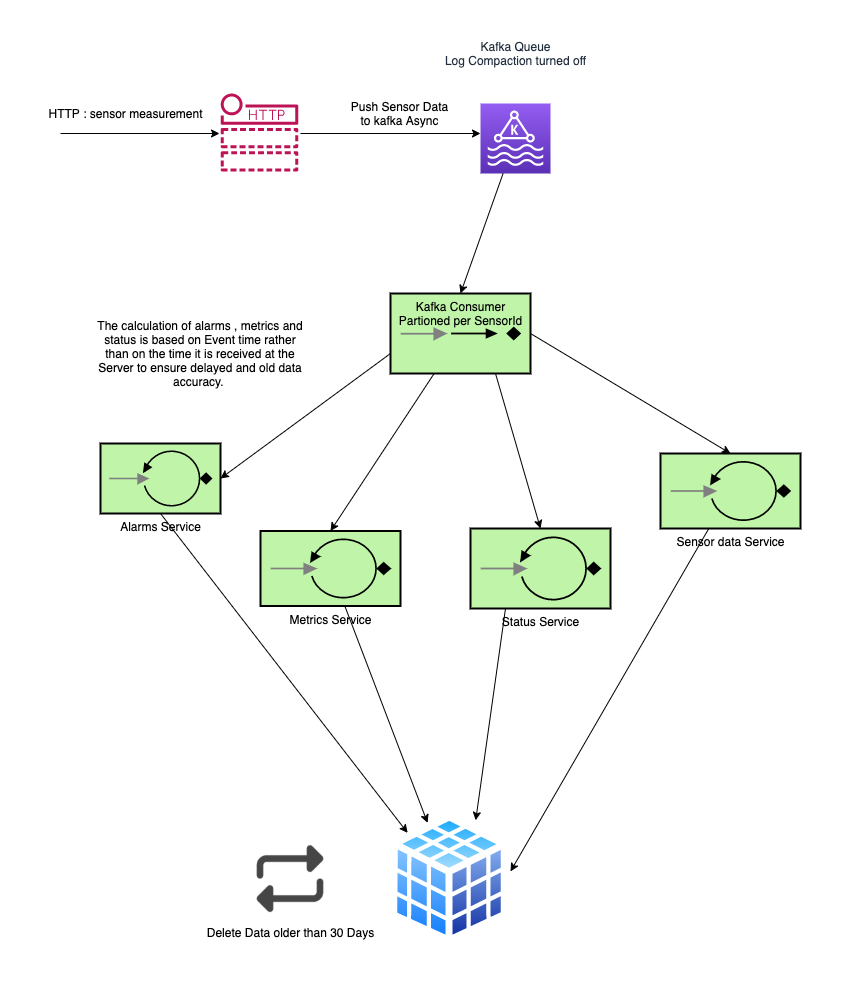 Kafka Queue
Log Compaction turned off
HTTP : sensor measurement
HTTP
Push Sensor Data
to kafka Async
K
Kafka Consumer
Partioned per SensorId
The calculation of alarms , metrics and
status is based on Event time rather
than on the time it is received at the
Server to ensure delayed and old data
accuracy.
Alarms Service
Sensor data Service
Metrics Service
Status Service
Delete Data older than 30 Days